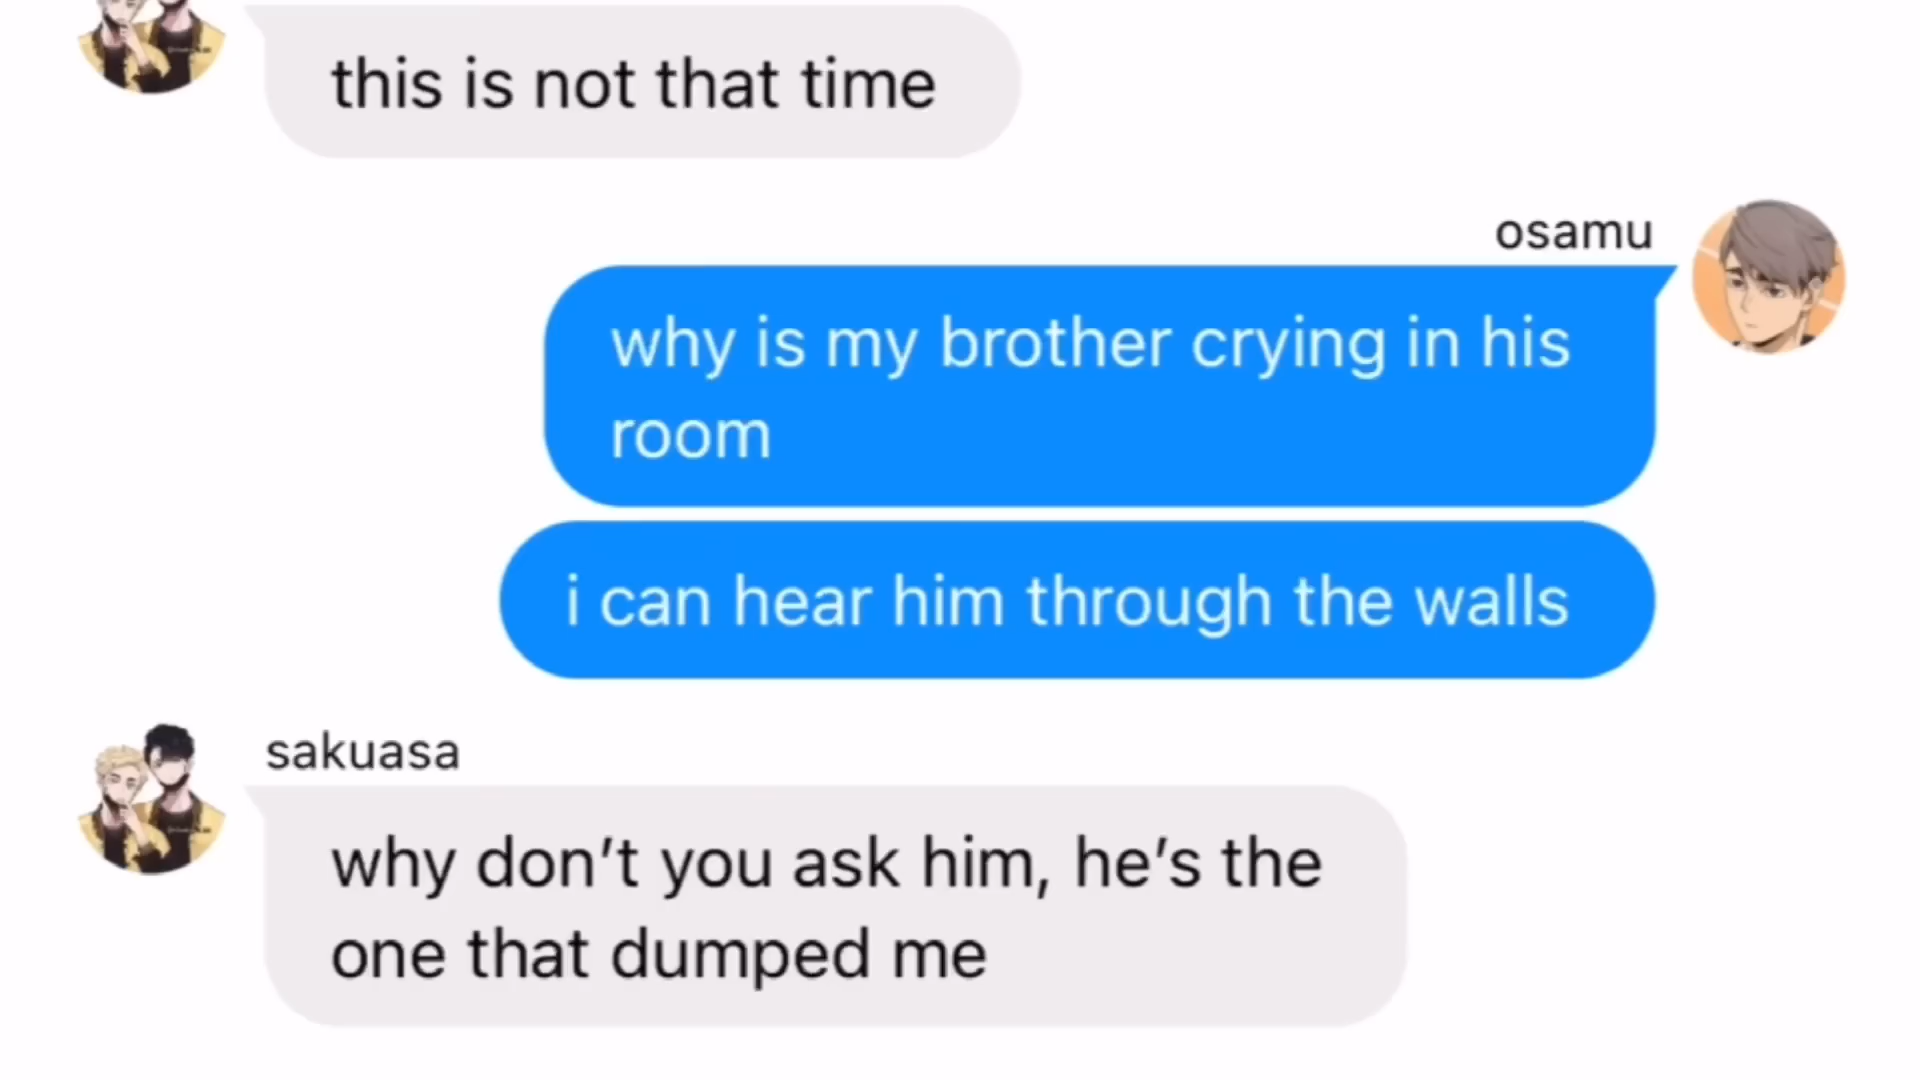 this is not that time
osamu
why is my brother crying in his
room
i can hear him through the walls
sakuasa
why don’t you ask him, he’s the
one that dumped me